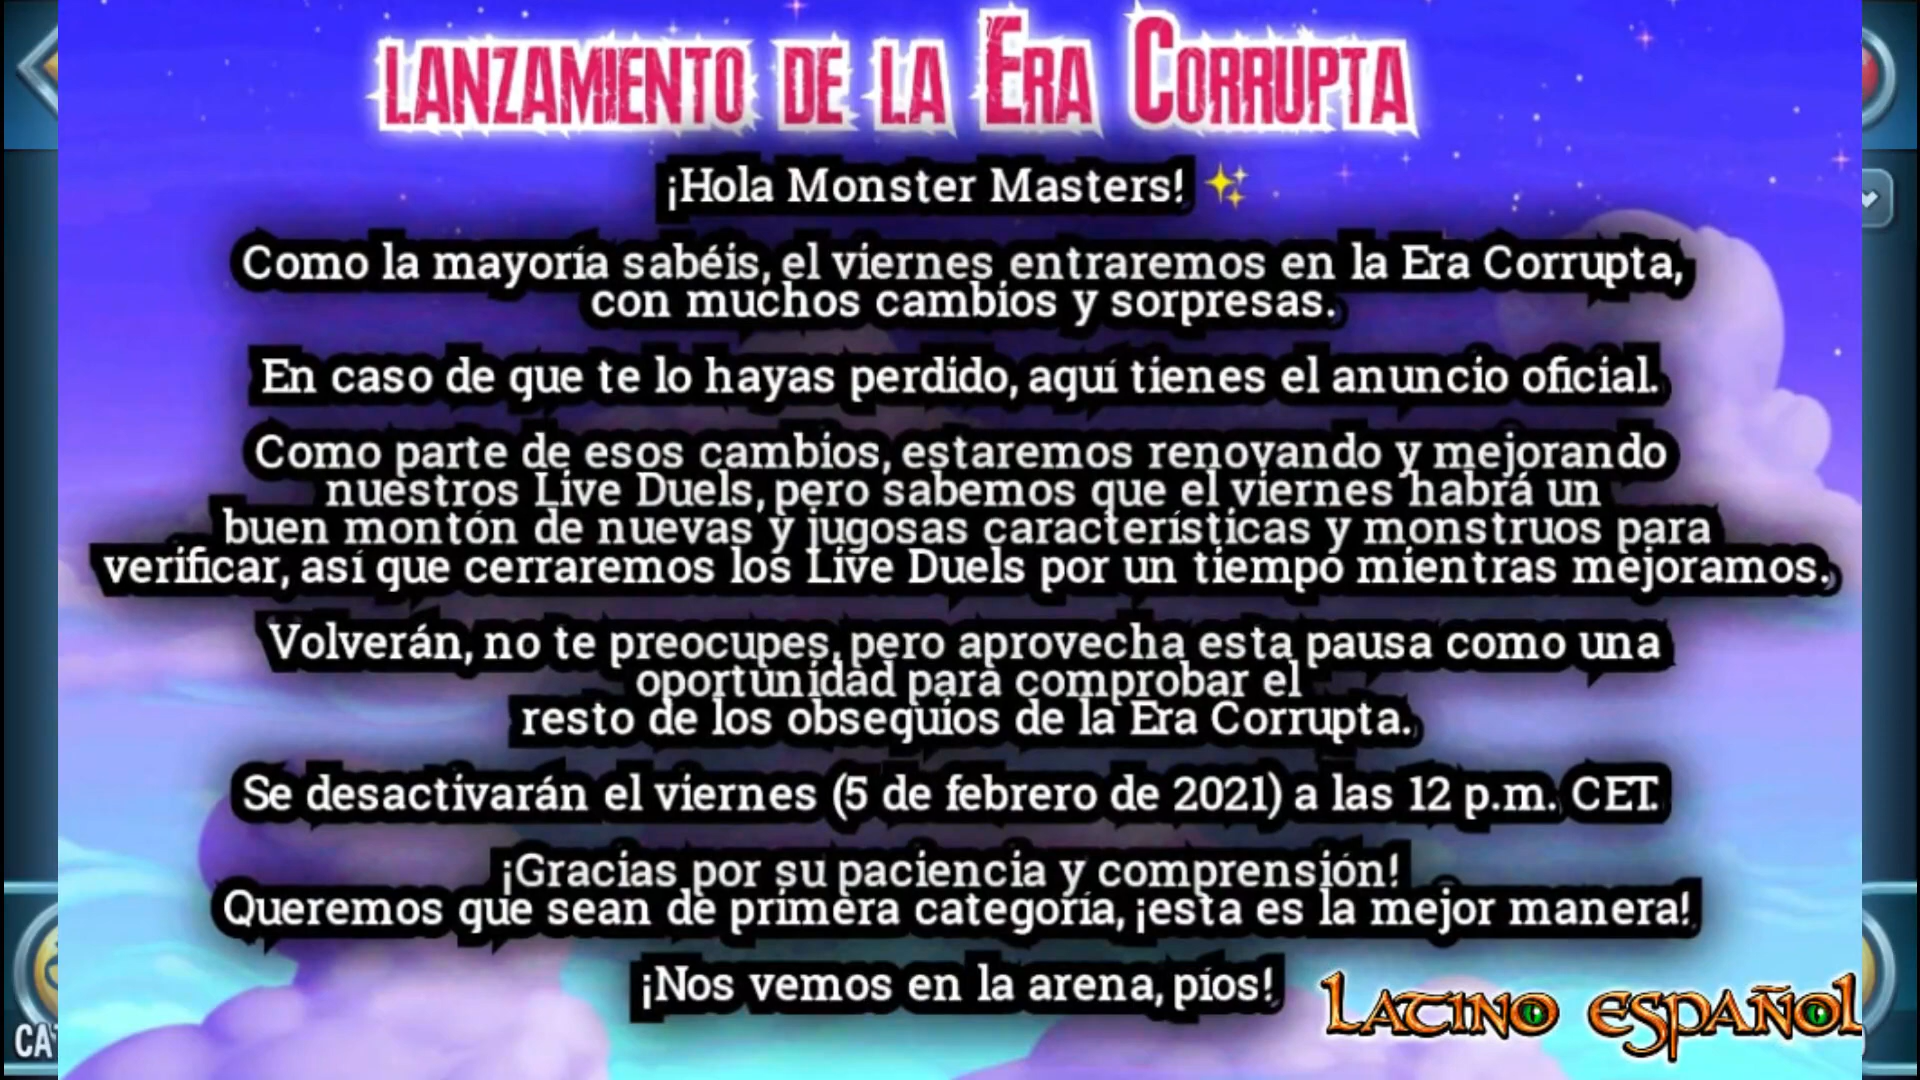 LANZAMIENTO DE LA ERA CORRUPTA
¡Hola Monster Masters! ✨
Como la mayoría sabéis, el viernes entraremos en la Era Corrupta,
con muchos cambios y sorpresas.
En caso de que te lo hayas perdido, aquí tienes el anuncio oficial.
Como parte de esos cambios, estaremos renovando y mejorando
nuestros Live Duels, pero sabemos que el viernes habrá un
buen montón de nuevas y jugosas características y monstruos para
verificar, así que cerraremos los Live Duels por un tiempo mientras mejoramos.
Volverán, no te preocupes, pero aprovecha esta pausa como una
oportunidad para comprobar el
resto de los obsequios de la Era Corrupta.
Se desactivarán el viernes (5 de febrero de 2021) a las 12 p.m. CET.
¡Gracias por su paciencia y comprensión!
Queremos que sean de primera categoría, ¡esta es la mejor manera!
¡Nos vemos en la arena, píos!
LATINO ESPAÑOL
CA